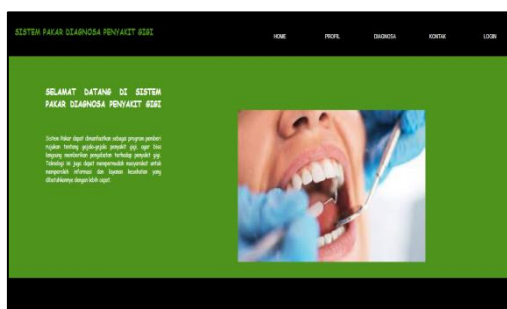 SISTEM PAKAR DIAGNOSA PENYAKIT GIGI
HOME
PROFIL
DIAGNOSA
KONTAK
LOGIN
SELAMAT DATANG DI SISTEM
PAKAR DIAGNOSA PENYAKIT GIGI
Sistem Pakar dapat dimanfaatkan sebagai program pemberi
rujukan tentang gejala-gejala penyakit gigi, agar bisa
langsung memberikan pengobatan terhadap penyakit gigi.
Teknologi ini juga dapat mempermudah masyarakat untuk
memperoleh informasi dan layanan kesehatan yang
dibutuhkannya dengan lebih cepat.